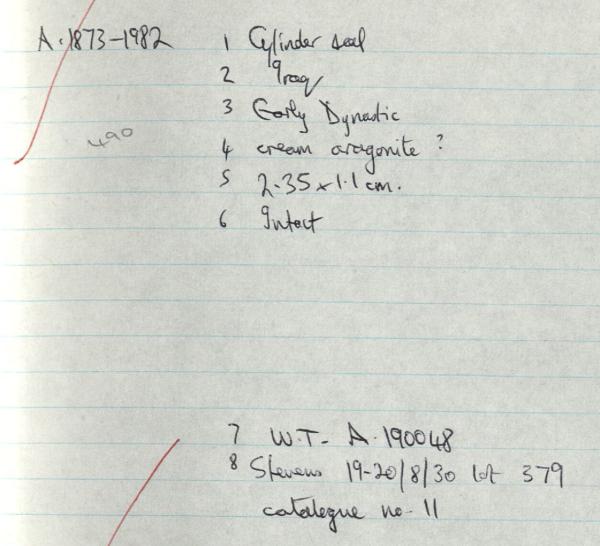 A.1873-1982
1 Cylinder seal
2 Iraq
3 Early Dynastic
490
4 cream aragonite ?
5 2.35 x 1.1 cm.
6 Intact
7 W.T. A.190048
8 Stevens 19-20/8/30 lot 379
catalogue no. 11